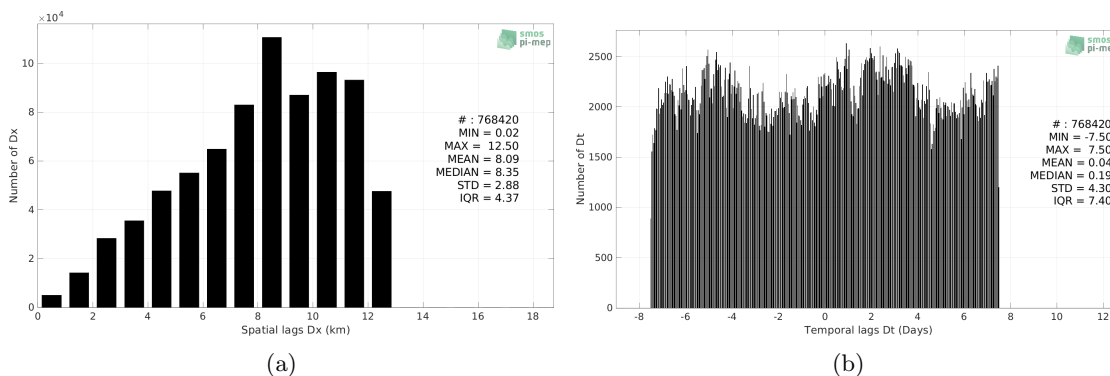 ×10⁴
smos
pi-mep
10
8
6
4
2
0
Number of Dx
# : 768420
MIN = 0.02
MAX = 12.50
MEAN = 8.09
MEDIAN = 8.35
STD = 2.88
IQR = 4.37
0 2 4 6 8 10 12 14 16 18
Spatial lags Dx (km)
(a)
smos
pi-mep
2500
2000
1500
1000
500
0
Number of Dt
# : 768420
MIN = -7.50
MAX = 7.50
MEAN = 0.04
MEDIAN = 0.19
STD = 4.30
IQR = 7.40
-8 -6 -4 -2 0 2 4 6 8 10 12
Temporal lags Dt (Days)
(b)